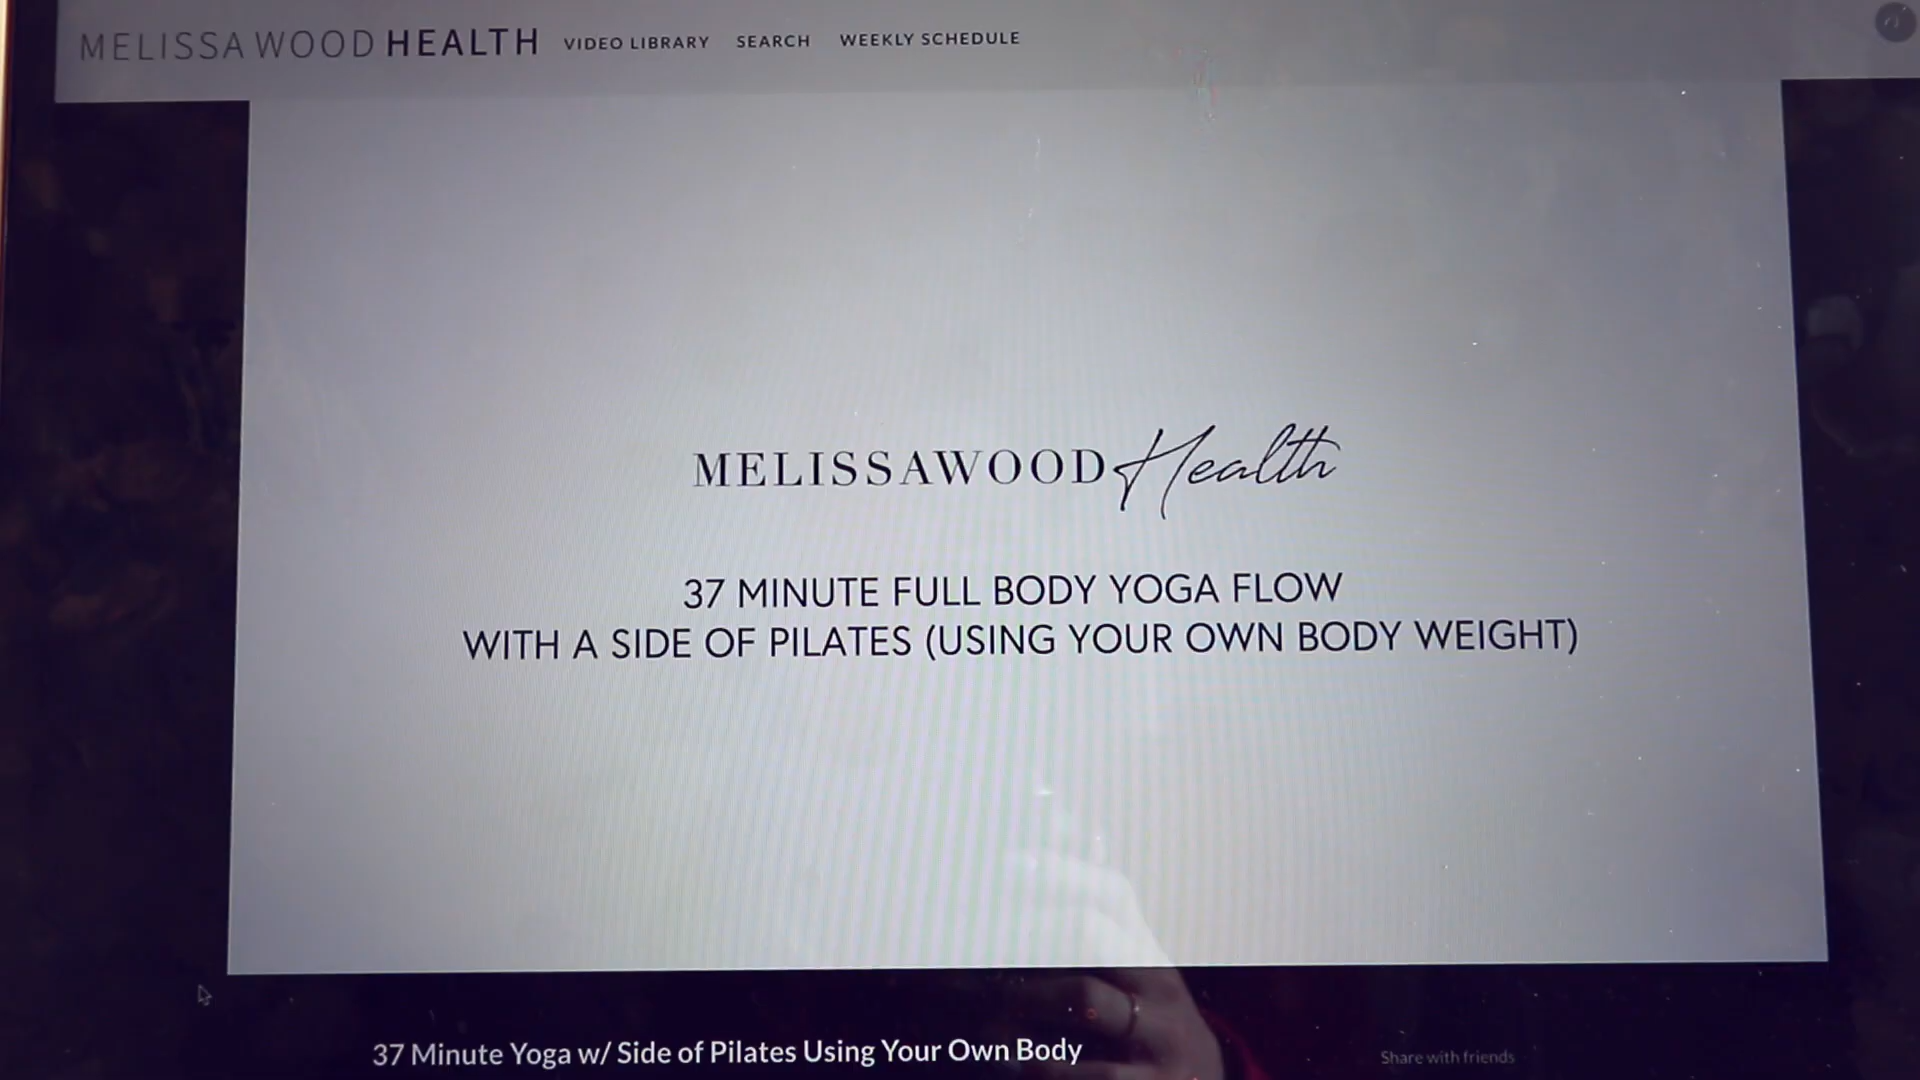 MELISSA WOOD HEALTH VIDEO LIBRARY SEARCH WEEKLY SCHEDULE
MELISSAWOOD Health
37 MINUTE FULL BODY YOGA FLOW
WITH A SIDE OF PILATES (USING YOUR OWN BODY WEIGHT)
37 Minute Yoga w/ Side of Pilates Using Your Own Body
Share with friends